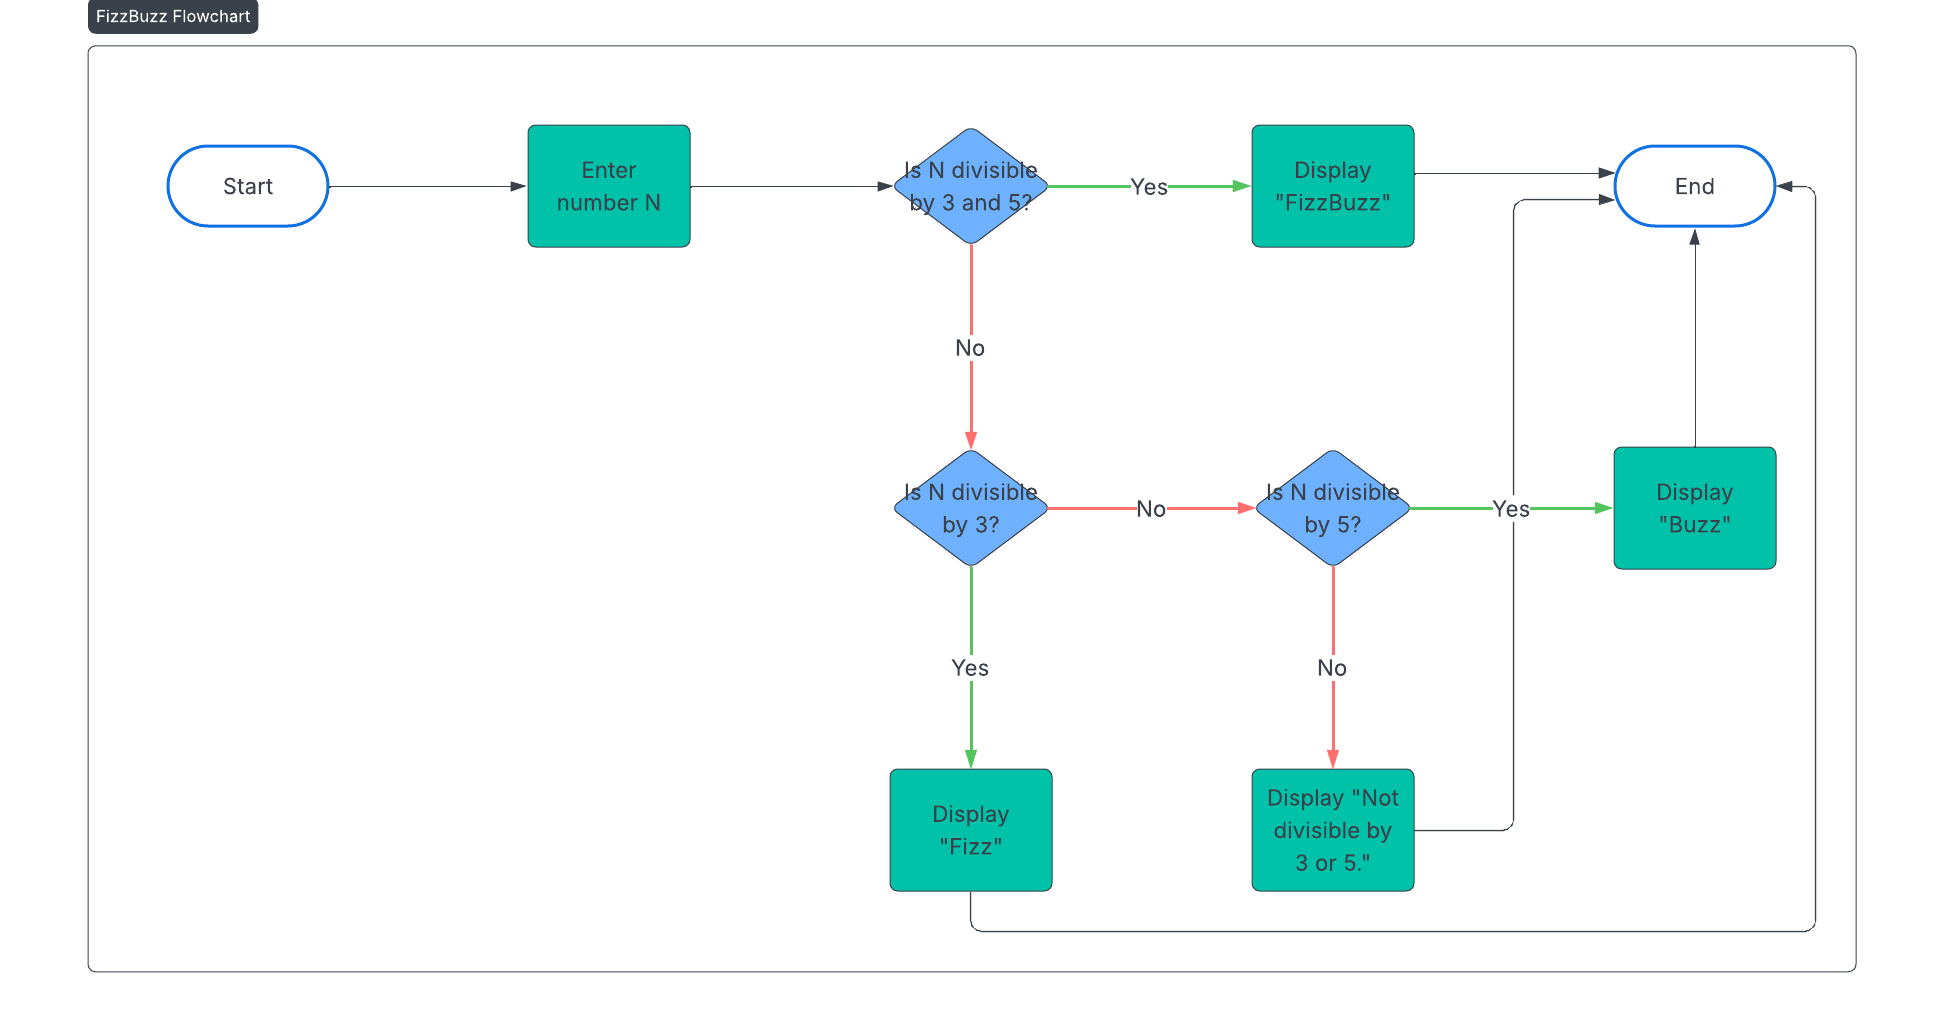 FizzBuzz Flowchart
Start
Enter
number N
Is N divisible
by 3 and 5?
Yes
Display
"FizzBuzz"
End
No
Is N divisible
by 3?
No
Is N divisible
by 5?
Yes
Display
"Buzz"
Yes
No
Display
"Fizz"
Display "Not
divisible by
3 or 5."